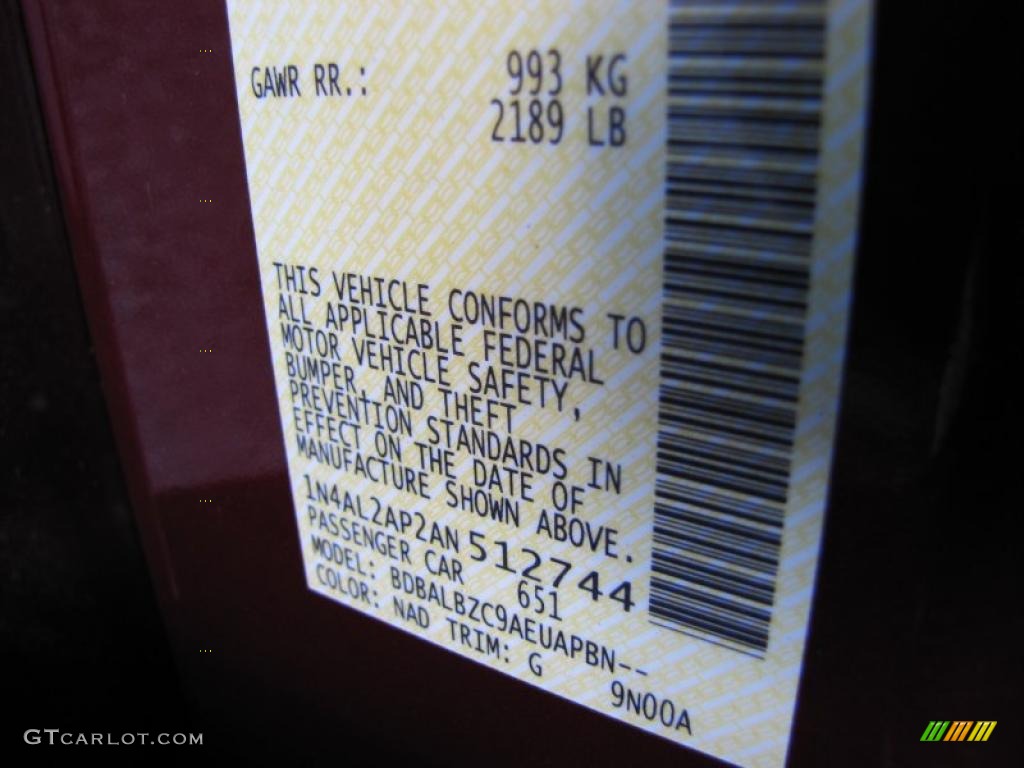 GAWR RR.: 993 KG
2189 LB
THIS VEHICLE CONFORMS TO
ALL APPLICABLE FEDERAL
MOTOR VEHICLE SAFETY,
BUMPER, AND THEFT
PREVENTION STANDARDS IN
EFFECT ON THE DATE OF
MANUFACTURE SHOWN ABOVE.
1N4AL2AP2AN 512744
PASSENGER CAR 651
MODEL: BDBALBZC9AEUAPBN--
COLOR: NAD TRIM: G 9N00A
GTCARLOT.COM